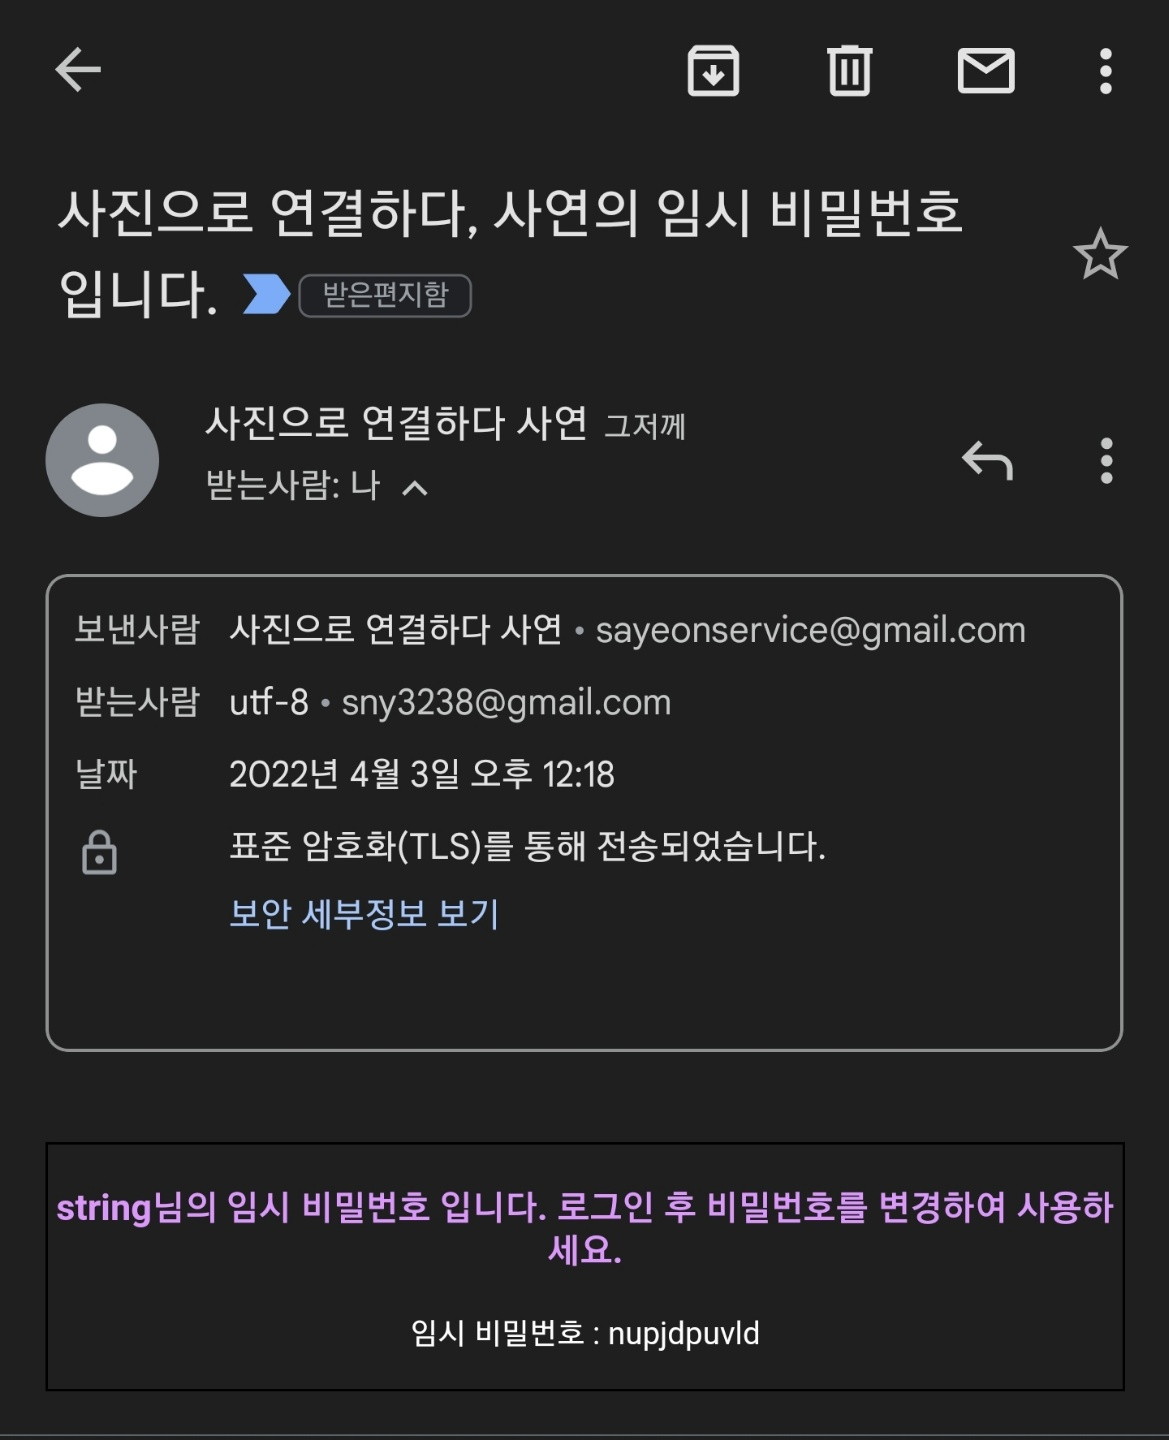 사진으로 연결하다, 사연의 임시 비밀번호
입니다. 받은편지함
사진으로 연결하다 사연 그저께
받는사람: 나
보낸사람 사진으로 연결하다 사연 • sayeonservice@gmail.com
받는사람 utf-8 • sny3238@gmail.com
날짜 2022년 4월 3일 오후 12:18
표준 암호화(TLS)를 통해 전송되었습니다.
보안 세부정보 보기
string님의 임시 비밀번호 입니다. 로그인 후 비밀번호를 변경하여 사용하
세요.
임시 비밀번호 : nupjdpuvld